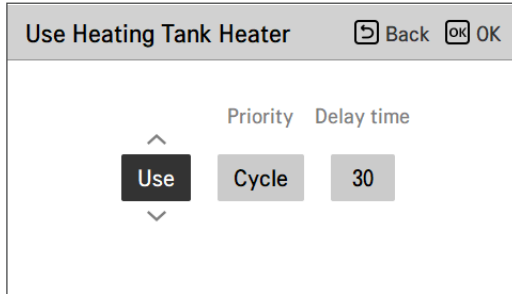 Use Heating Tank Heater Back OK OK
Priority Delay time
Use Cycle 30